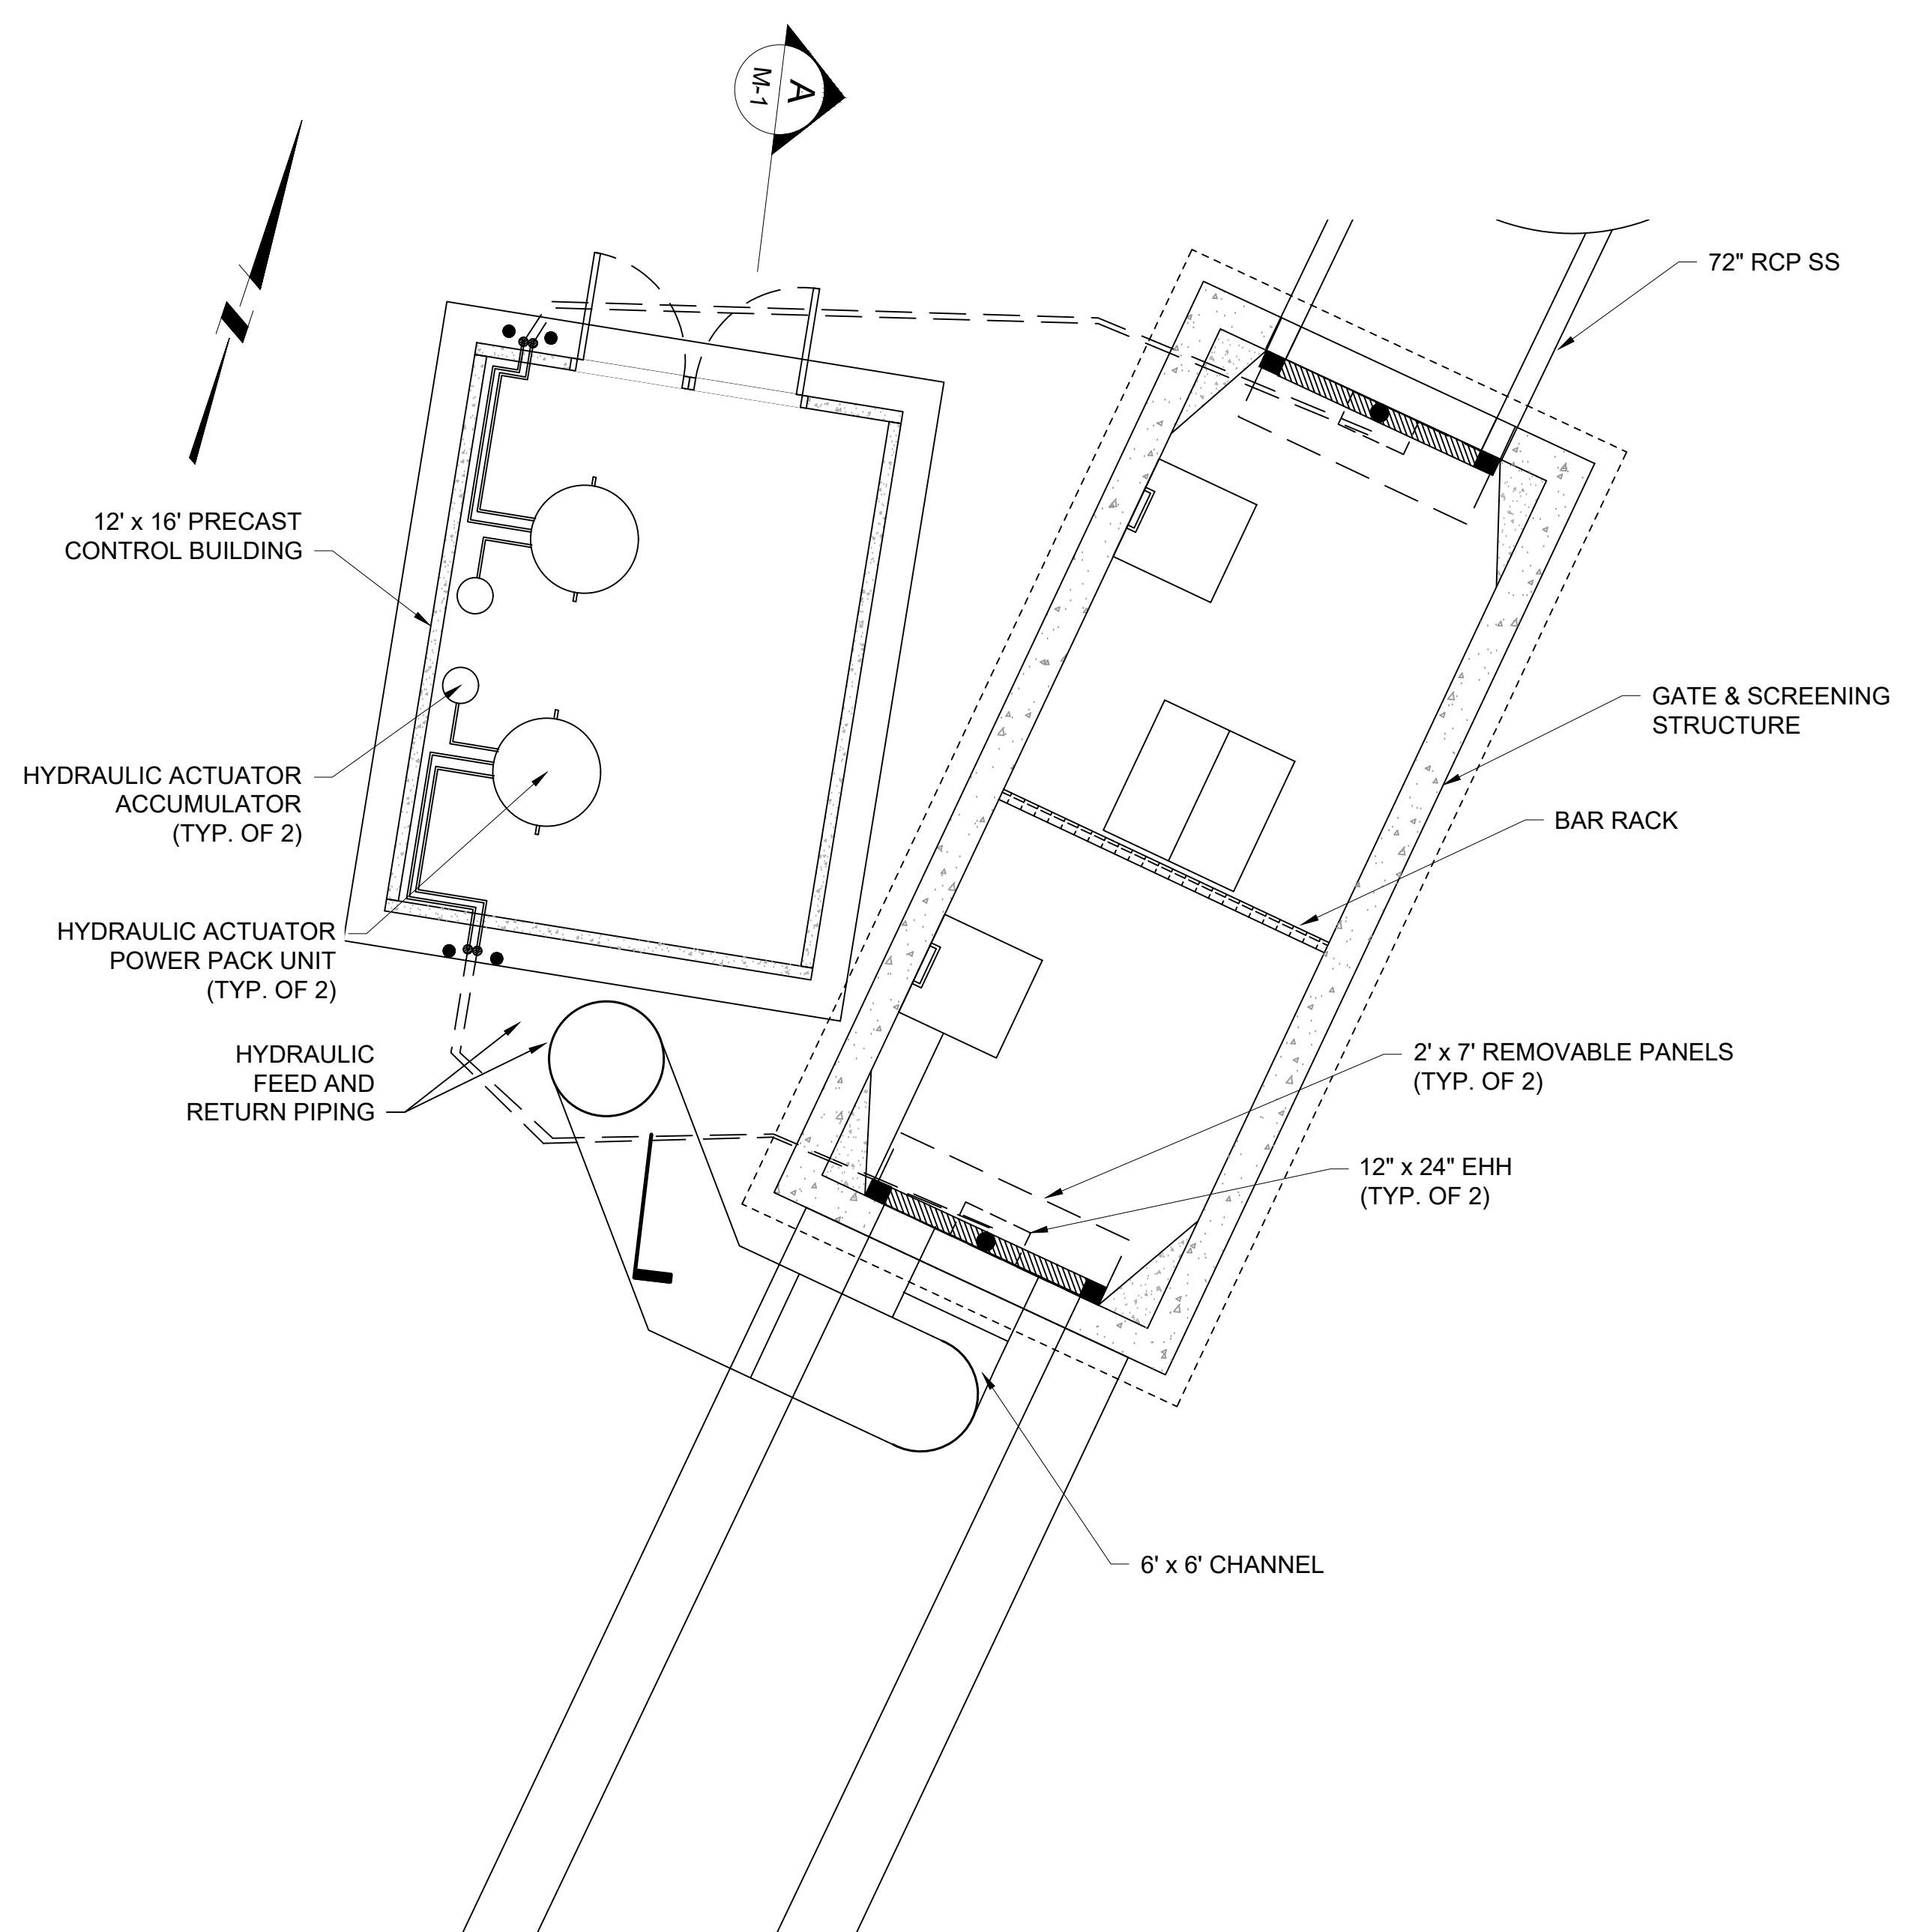 A
M-1
72" RCP SS
12' x 16' PRECAST
CONTROL BUILDING
GATE & SCREENING
STRUCTURE
HYDRAULIC ACTUATOR
ACCUMULATOR
(TYP. OF 2)
BAR RACK
HYDRAULIC ACTUATOR
POWER PACK UNIT
(TYP. OF 2)
HYDRAULIC
FEED AND
RETURN PIPING
2' x 7' REMOVABLE PANELS
(TYP. OF 2)
12" x 24" EHH
(TYP. OF 2)
6' x 6' CHANNEL